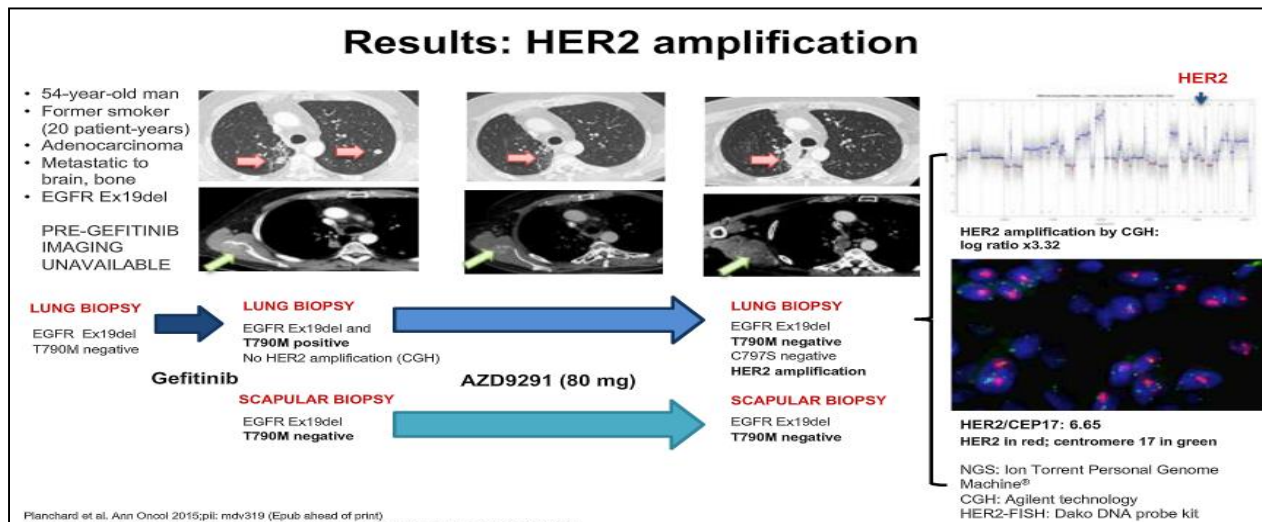 Results: HER2 amplification
• 54-year-old man
• Former smoker
(20 patient-years)
• Adenocarcinoma
• Metastatic to
brain, bone
• EGFR Ex19del
PRE-GEFITINIB
IMAGING
UNAVAILABLE
LUNG BIOPSY
EGFR Ex19del
T790M negative
Gefitinib
LUNG BIOPSY
EGFR Ex19del and
T790M positive
No HER2 amplification (CGH)
SCAPULAR BIOPSY
EGFR Ex19del
T790M negative
AZD9291 (80 mg)
LUNG BIOPSY
EGFR Ex19del
T790M negative
C797S negative
HER2 amplification
SCAPULAR BIOPSY
EGFR Ex19del
T790M negative
HER2
HER2 amplification by CGH:
log ratio x3.32
HER2/CEP17: 6.65
HER2 in red; centromere 17 in green
NGS: Ion Torrent Personal Genome
Machine®
CGH: Agilent technology
HER2-FISH: Dako DNA probe kit
Planchard et al. Ann Oncol 2015;pii: mdv319 (Epub ahead of print)